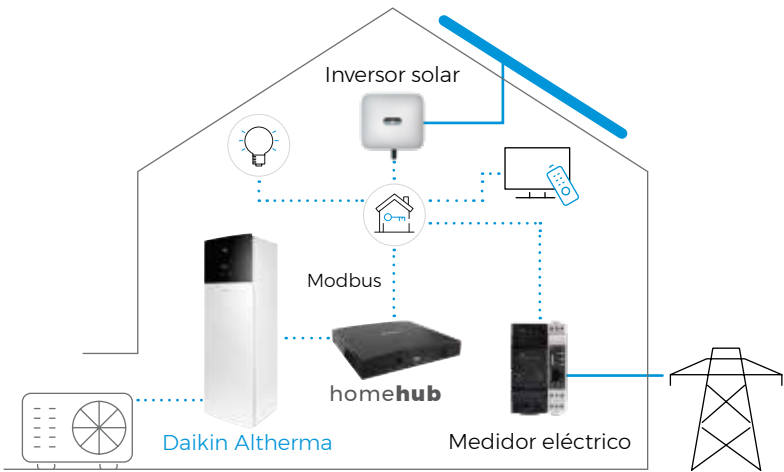 Inversor solar
Modbus
homehub
Daikin Altherma
Medidor eléctrico